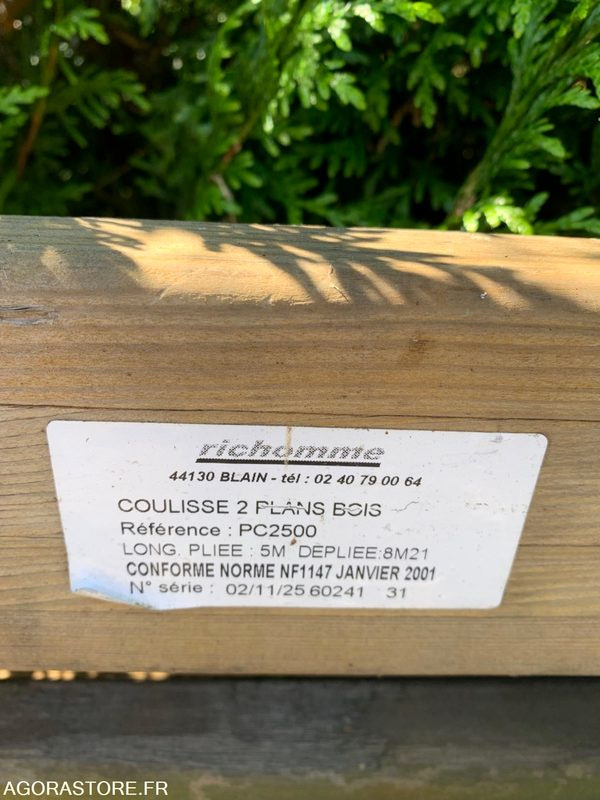 richomme
44130 BLAIN - tél : 02 40 79 00 64
COULISSE 2 PLANS BOIS
Référence : PC2500
LONG. PLIEE : 5M DEPLIEE:8M21
CONFORME NORME NF1147 JANVIER 2001
N° série : 02/11/25 60241 31
AGORASTORE.FR